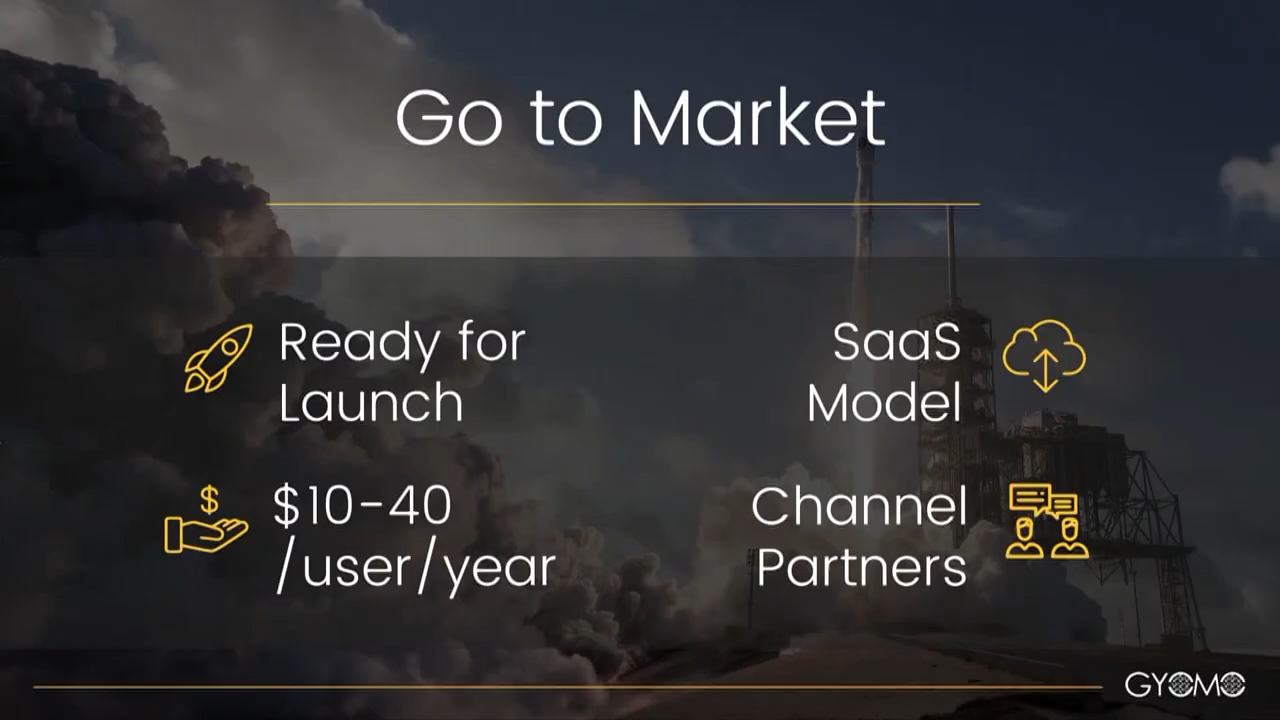 Go to Market
Ready for
Launch
SaaS
Model
$
$10-40
/user/year
Channel
Partners
GYOMO